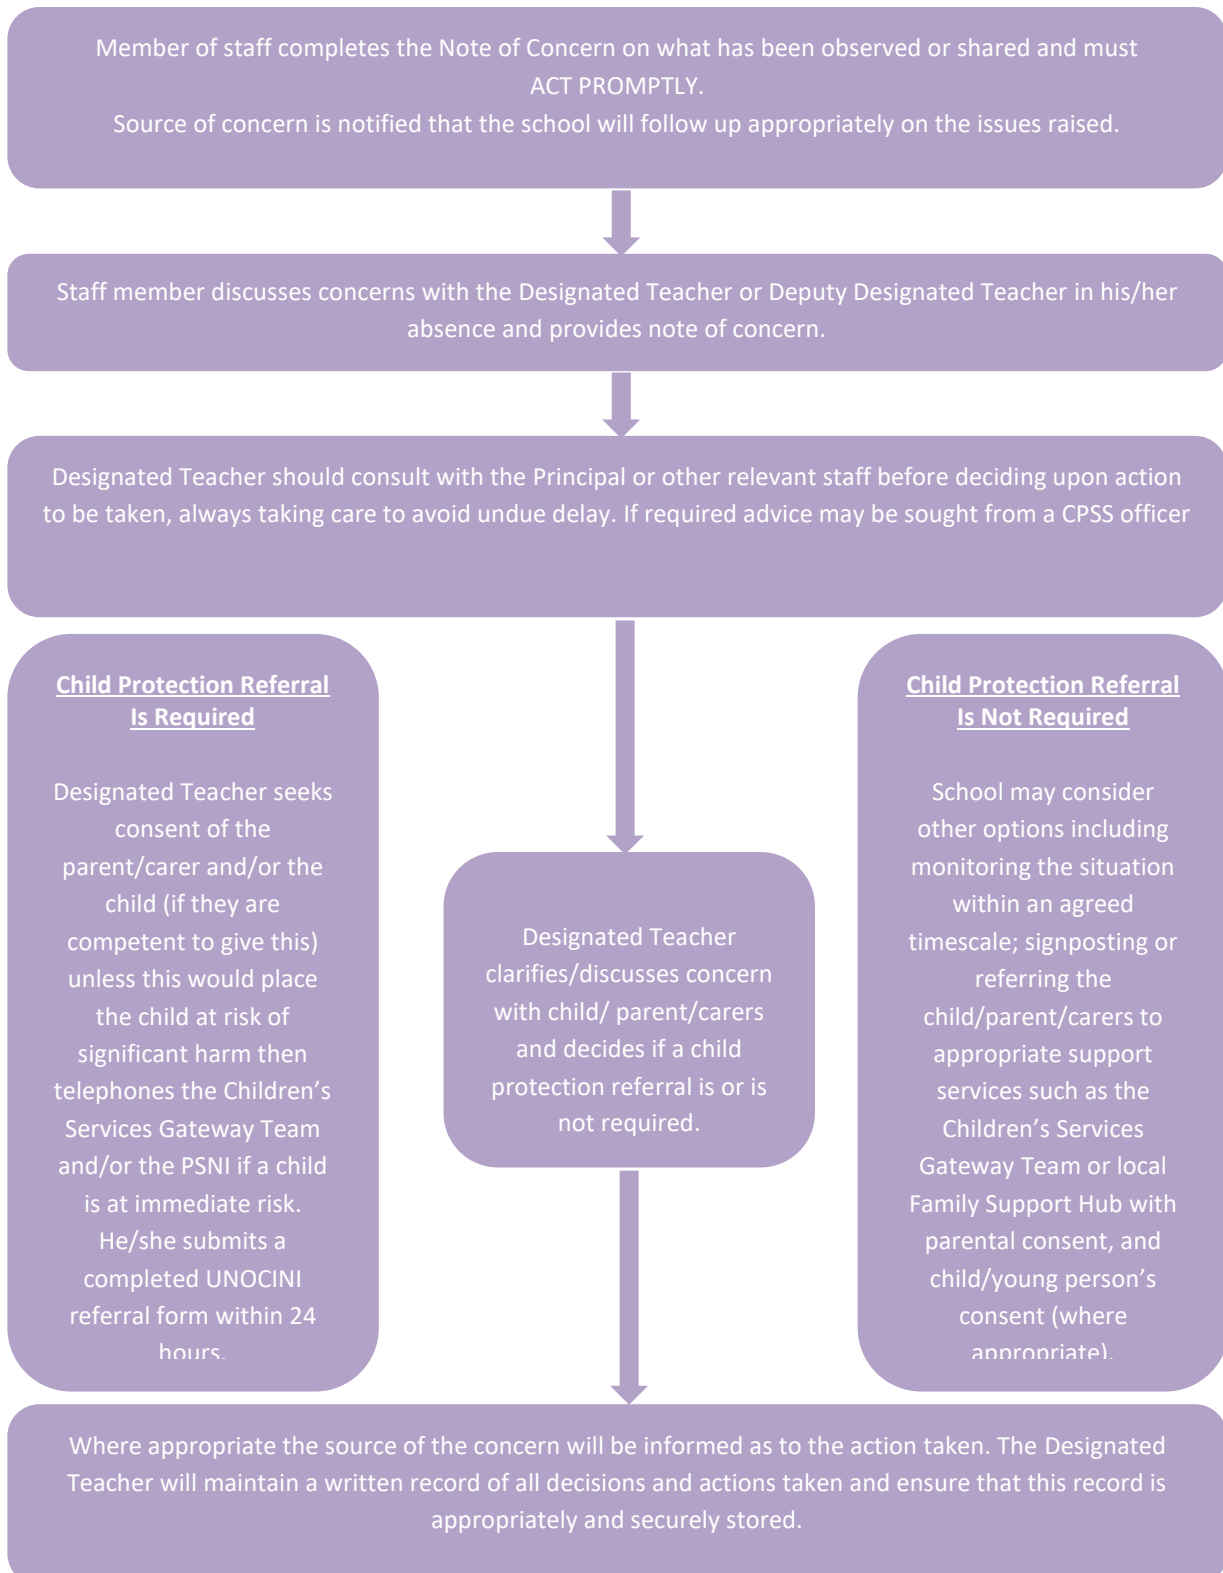 Member of staff completes the Note of Concern on what has been observed or shared and must
ACT PROMPTLY.
Source of concern is notified that the school will follow up appropriately on the issues raised.
Staff member discusses concerns with the Designated Teacher or Deputy Designated Teacher in his/her
absence and provides note of concern.
Designated Teacher should consult with the Principal or other relevant staff before deciding upon action
to be taken, always taking care to avoid undue delay. If required advice may be sought from a CPSS officer
Child Protection Referral
Is Required
Designated Teacher seeks
consent of the
parent/carer and/or the
child (if they are
competent to give this)
unless this would place
the child at risk of
significant harm then
telephones the Children’s
Services Gateway Team
and/or the PSNI if a child
is at immediate risk.
He/she submits a
completed UNOCINI
referral form within 24
hours.
Designated Teacher
clarifies/discusses concern
with child/ parent/carers
and decides if a child
protection referral is or is
not required.
Child Protection Referral
Is Not Required
School may consider
other options including
monitoring the situation
within an agreed
timescale; signposting or
referring the
child/parent/carers to
appropriate support
services such as the
Children’s Services
Gateway Team or local
Family Support Hub with
parental consent, and
child/young person’s
consent (where
appropriate).
Where appropriate the source of the concern will be informed as to the action taken. The Designated
Teacher will maintain a written record of all decisions and actions taken and ensure that this record is
appropriately and securely stored.